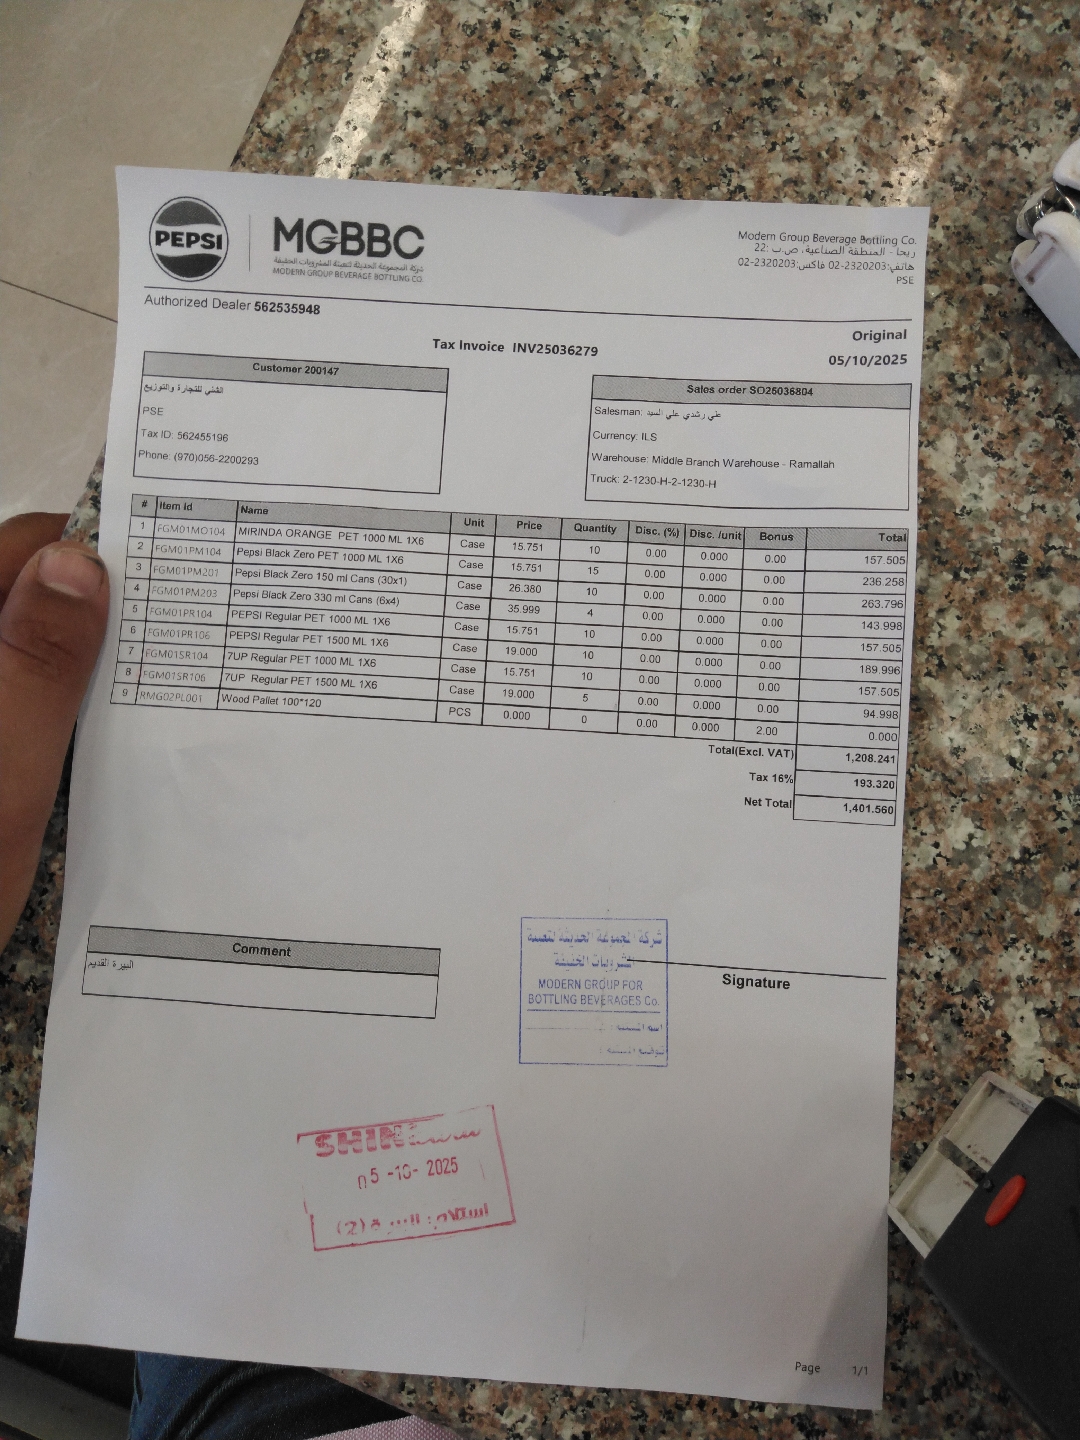 PEPSI
MGBBC
شركة المجموعة الحديثة لتعبئة المشروبات الخفيفة
MODERN GROUP BEVERAGE BOTTLING CO.
Modern Group Beverage Bottling Co.
ريحا - المنطقة الصناعية، ص.ب :22
هاتفي:2320203-02 فاكس:2320203-02
PSE
Authorized Dealer 562535948
Original
Tax Invoice INV25036279
05/10/2025
Customer 200147
للتجارة والتوزيع
PSE
Tax ID: 562455196
Phone: (970)056-2200293
Sales order SO25036804
Salesman: علي رشدي علي السيد
Currency: ILS
Warehouse: Middle Branch Warehouse - Ramallah
Truck: 2-1230-H-2-1230-H
# Item Id Name Unit Price Quantity Disc. (%) Disc. /unit Bonus Total
1 FGM01MO104 MIRINDA ORANGE PET 1000 ML 1X6 Case 15.751 10 0.00 0.000 0.00 157.505
2 FGM01PM104 Pepsi Black Zero PET 1000 ML 1X6 Case 15.751 15 0.00 0.000 0.00 236.258
3 FGM01PM201 Pepsi Black Zero 150 ml Cans (30x1) Case 26.380 10 0.00 0.000 0.00 263.796
4 FGM01PM203 Pepsi Black Zero 330 ml Cans (6x4) Case 35.999 4 0.00 0.000 0.00 143.998
5 FGM01PR104 PEPSI Regular PET 1000 ML 1X6 Case 15.751 10 0.00 0.000 0.00 157.505
6 FGM01PR106 PEPSI Regular PET 1500 ML 1X6 Case 19.000 10 0.00 0.000 0.00 189.996
7 FGM01SR104 7UP Regular PET 1000 ML 1X6 Case 15.751 10 0.00 0.000 0.00 157.505
8 FGM01SR106 7UP Regular PET 1500 ML 1X6 Case 19.000 5 0.00 0.000 0.00 94.998
9 RMG02PL001 Wood Pallet 100*120 PCS 0.000 0 0.00 0.000 2.00 0.000
Total(Excl. VAT) 1,208.241
Tax 16% 193.320
Net Total 1,401.560
Comment
البيرة القديم
شركة المجموعة الحديثة لتعبئة
المشروبات الخفيفة
MODERN GROUP FOR
BOTTLING BEVERAGES Co.
Signature
05 -10- 2025
(2)
Page 1/1